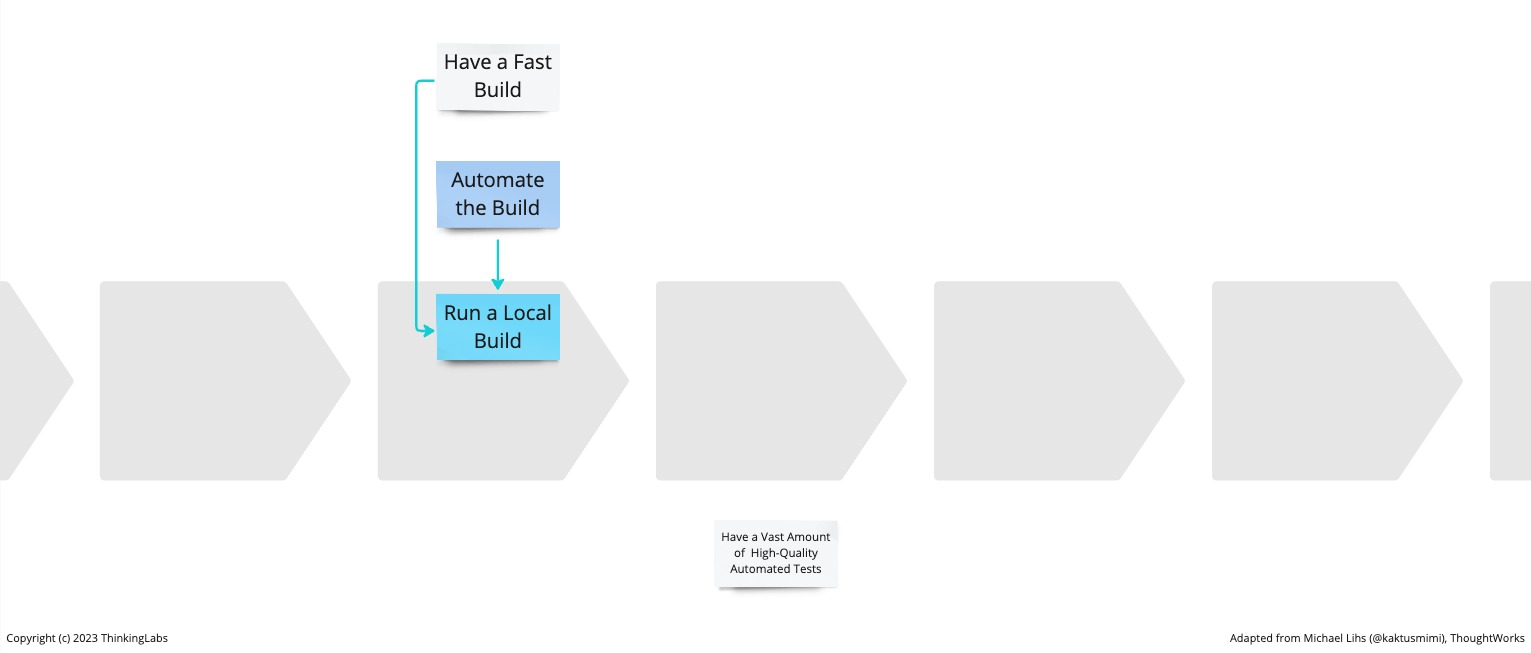 Have a Fast
Build
Automate
the Build
Run a Local
Build
Have a Vast Amount
of High-Quality
Automated Tests
Copyright (c) 2023 ThinkingLabs
Adapted from Michael Lihs (@kaktusmimi), ThoughtWorks